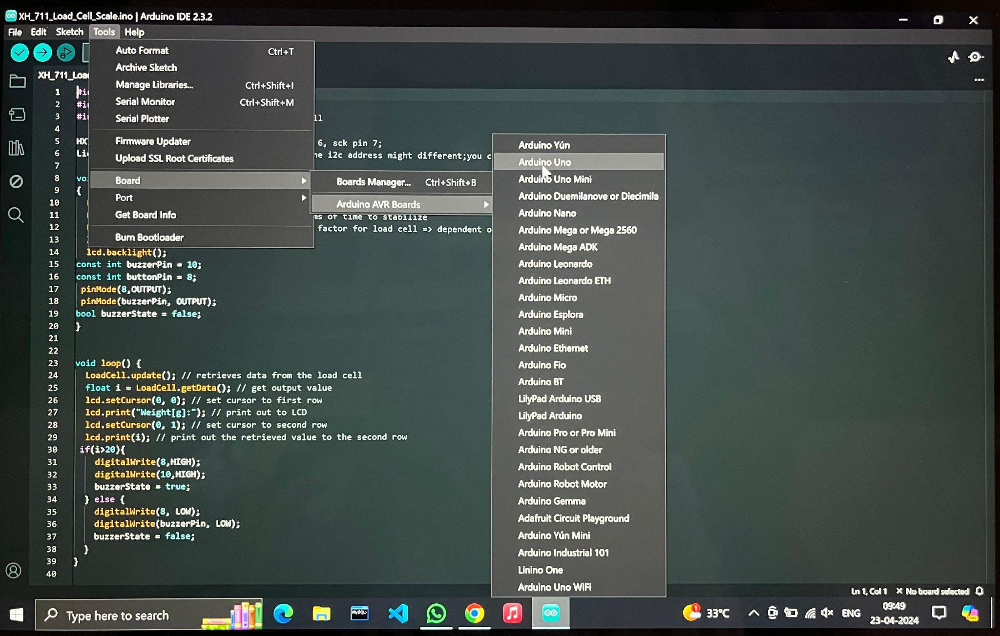 XH_711_Load_Cell_Scale.ino | Arduino IDE 2.3.2
File Edit Sketch Tools Help
Auto Format Ctrl+T
Archive Sketch
Manage Libraries... Ctrl+Shift+I
Serial Monitor Ctrl+Shift+M
Serial Plotter
Firmware Updater
Upload SSL Root Certificates
Board
Port
Get Board Info
Burn Bootloader
Boards Manager... Ctrl+Shift+B
Arduino AVR Boards
Arduino Yún
Arduino Uno
Arduino Uno Mini
Arduino Duemilanove or Diecimila
Arduino Nano
Arduino Mega or Mega 2560
Arduino Mega ADK
Arduino Leonardo
Arduino Leonardo ETH
Arduino Micro
Arduino Esplora
Arduino Mini
Arduino Ethernet
Arduino Fio
Arduino BT
LilyPad Arduino USB
LilyPad Arduino
Arduino Pro or Pro Mini
Arduino NG or older
Arduino Robot Control
Arduino Robot Motor
Arduino Gemma
Adafruit Circuit Playground
Arduino Yún Mini
Arduino Industrial 101
Linino One
Arduino Uno WiFi
XH_711_Loa
1 #i
2 #i
3 #i ll
4
5 HX 6, sck pin 7;
6 Li i2c address might different;you c
7
8 vo
9 {
10
11 ms of time to stabilize
12 factor for load cell => dependent o
13
14 lcd.backlight();
15 const int buzzerPin = 10;
16 const int buttonPin = 8;
17 pinMode(8,OUTPUT);
18 pinMode(buzzerPin, OUTPUT);
19 bool buzzerState = false;
20 }
21
22
23 void loop() {
24 LoadCell.update(); // retrieves data from the load cell
25 float i = LoadCell.getData(); // get output value
26 lcd.setCursor(0, 0); // set cursor to first row
27 lcd.print("Weight[g]:"); // print out to LCD
28 lcd.setCursor(0, 1); // set cursor to second row
29 lcd.print(i); // print out the retrieved value to the second row
30 if(i>20){
31 digitalWrite(8,HIGH);
32 digitalWrite(10,HIGH);
33 buzzerState = true;
34 } else {
35 digitalWrite(8, LOW);
36 digitalWrite(buzzerPin, LOW);
37 buzzerState = false;
38 }
39 }
40
Ln 1, Col 1 × No board selected
Type here to search
MySQL
1
33°C
ENG
09:49
23-04-2024